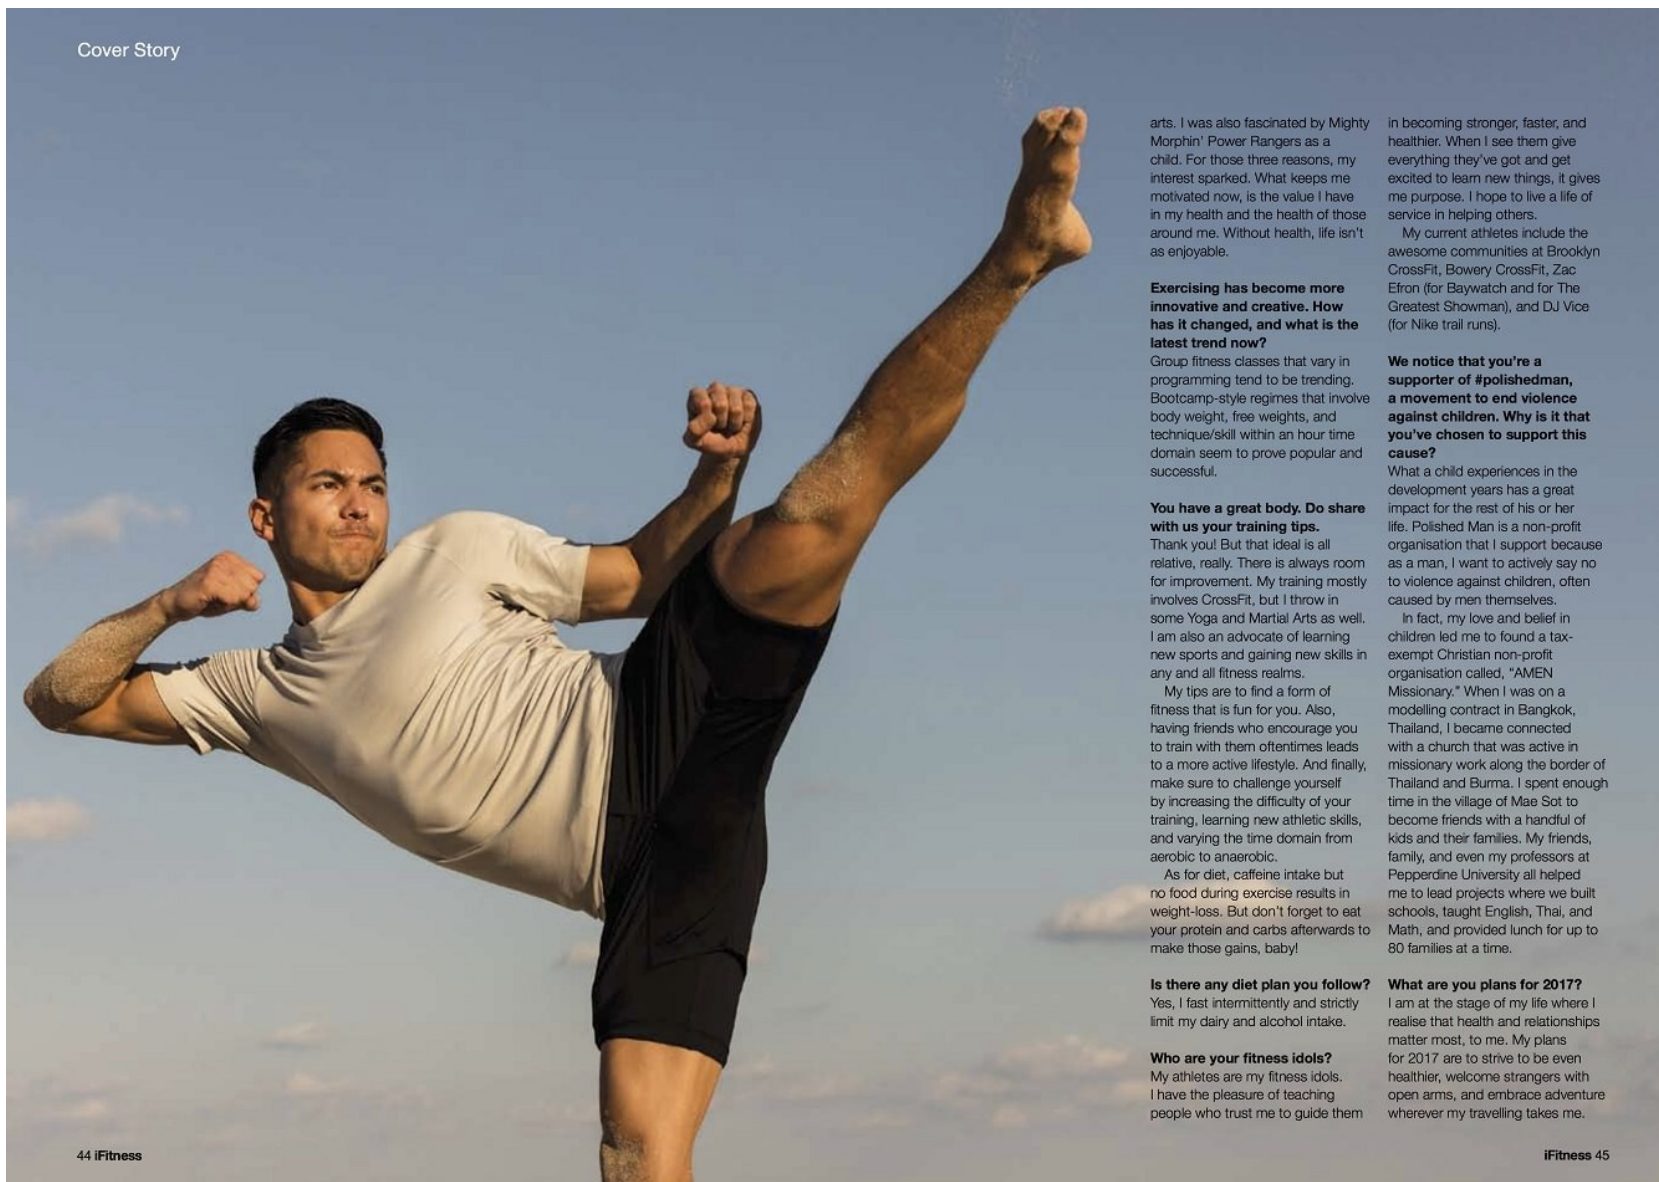 Cover Story
arts. I was also fascinated by Mighty
Morphin' Power Rangers as a
child. For those three reasons, my
interest sparked. What keeps me
motivated now, is the value I have
in my health and the health of those
around me. Without health, life isn't
as enjoyable.
Exercising has become more
innovative and creative. How
has it changed, and what is the
latest trend now?
Group fitness classes that vary in
programming tend to be trending.
Bootcamp-style regimes that involve
body weight, free weights, and
technique/skill within an hour time
domain seem to prove popular and
successful.
You have a great body. Do share
with us your training tips.
Thank you! But that ideal is all
relative, really. There is always room
for improvement. My training mostly
involves CrossFit, but I throw in
some Yoga and Martial Arts as well.
I am also an advocate of learning
new sports and gaining new skills in
any and all fitness realms.
My tips are to find a form of
fitness that is fun for you. Also,
having friends who encourage you
to train with them oftentimes leads
to a more active lifestyle. And finally,
make sure to challenge yourself
by increasing the difficulty of your
training, learning new athletic skills,
and varying the time domain from
aerobic to anaerobic.
As for diet, caffeine intake but
no food during exercise results in
weight-loss. But don't forget to eat
your protein and carbs afterwards to
make those gains, baby!
Is there any diet plan you follow?
Yes, I fast intermittently and strictly
limit my dairy and alcohol intake.
Who are your fitness idols?
My athletes are my fitness idols.
I have the pleasure of teaching
people who trust me to guide them
in becoming stronger, faster, and
healthier. When I see them give
everything they've got and get
excited to learn new things, it gives
me purpose. I hope to live a life of
service in helping others.
My current athletes include the
awesome communities at Brooklyn
CrossFit, Bowery CrossFit, Zac
Efron (for Baywatch and for The
Greatest Showman), and DJ Vice
(for Nike trail runs).
We notice that you're a
supporter of #polishedman,
a movement to end violence
against children. Why is it that
you've chosen to support this
cause?
What a child experiences in the
development years has a great
impact for the rest of his or her
life. Polished Man is a non-profit
organisation that I support because
as a man, I want to actively say no
to violence against children, often
caused by men themselves.
In fact, my love and belief in
children led me to found a tax-
exempt Christian non-profit
organisation called, "AMEN
Missionary." When I was on a
modelling contract in Bangkok,
Thailand, I became connected
with a church that was active in
missionary work along the border of
Thailand and Burma. I spent enough
time in the village of Mae Sot to
become friends with a handful of
kids and their families. My friends,
family, and even my professors at
Pepperdine University all helped
me to lead projects where we built
schools, taught English, Thai, and
Math, and provided lunch for up to
80 families at a time.
What are you plans for 2017?
I am at the stage of my life where I
realise that health and relationships
matter most, to me. My plans
for 2017 are to strive to be even
healthier, welcome strangers with
open arms, and embrace adventure
wherever my travelling takes me.
44 iFitness
iFitness 45